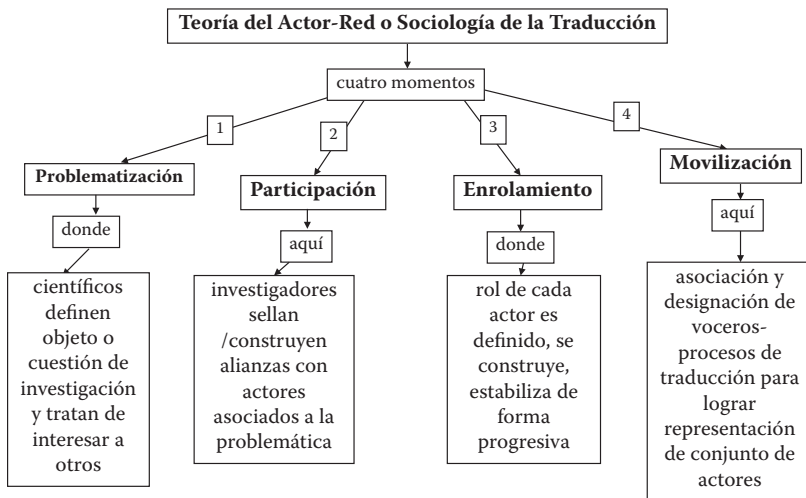 Teoría del Actor-Red o Sociología de la Traducción
cuatro momentos
1
2
3
4
Problematización
Participación
Enrolamiento
Movilización
donde
aquí
donde
aquí
científicos
definen
objeto o
cuestión de
investigación
y tratan de
interesar a
otros
investigadores
sellan
/construyen
alianzas con
actores
asociados a la
problemática
rol de cada
actor es
definido, se
construye,
estabiliza de
forma
progresiva
asociación y
designación de
voceros-
procesos de
traducción para
lograr
representación
de conjunto de
actores